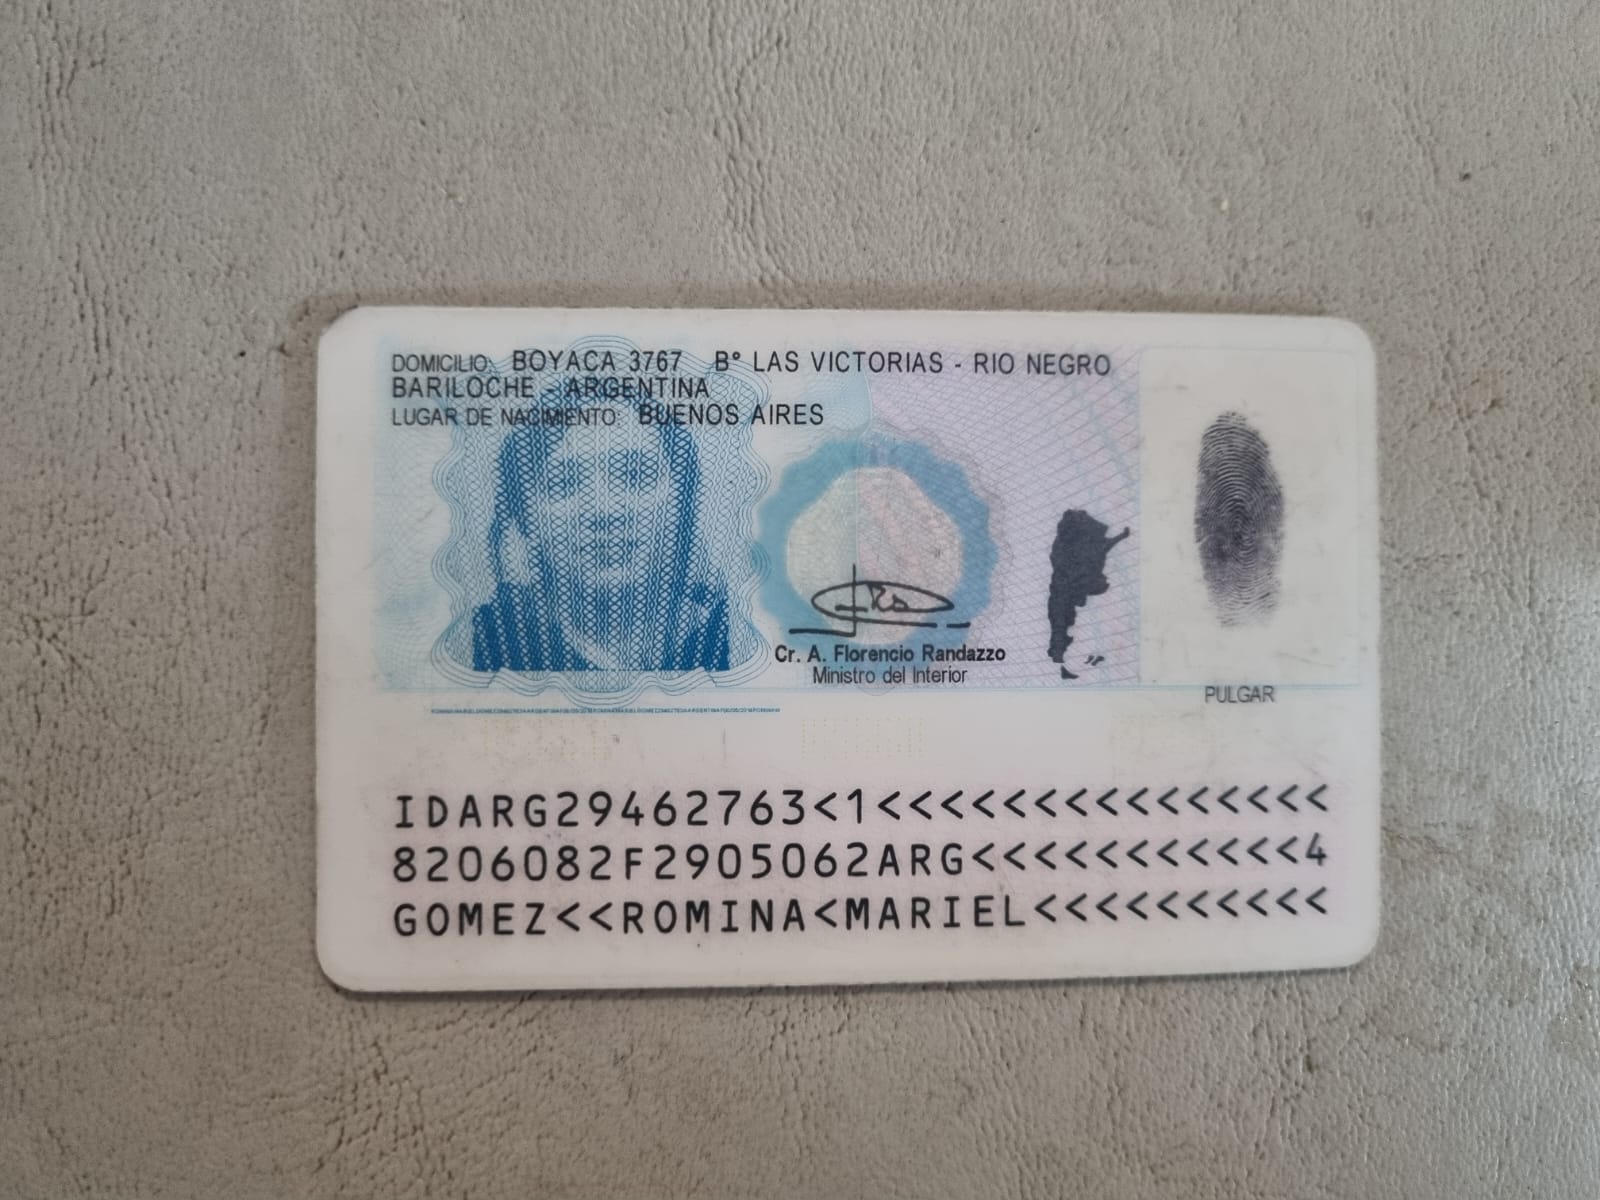 DOMICILIO: BOYACA 3767 Bº LAS VICTORIAS - RIO NEGRO
BARILOCHE - ARGENTINA
LUGAR DE NACIMIENTO: BUENOS AIRES
Cr. A. Florencio Randazzo
Ministro del Interior
PULGAR
IDARG29462763<1<<<<<<<<<<<<<<<
8206082F2905062ARG<<<<<<<<<<<4
GOMEZ<<ROMINA<MARIEL<<<<<<<<<<